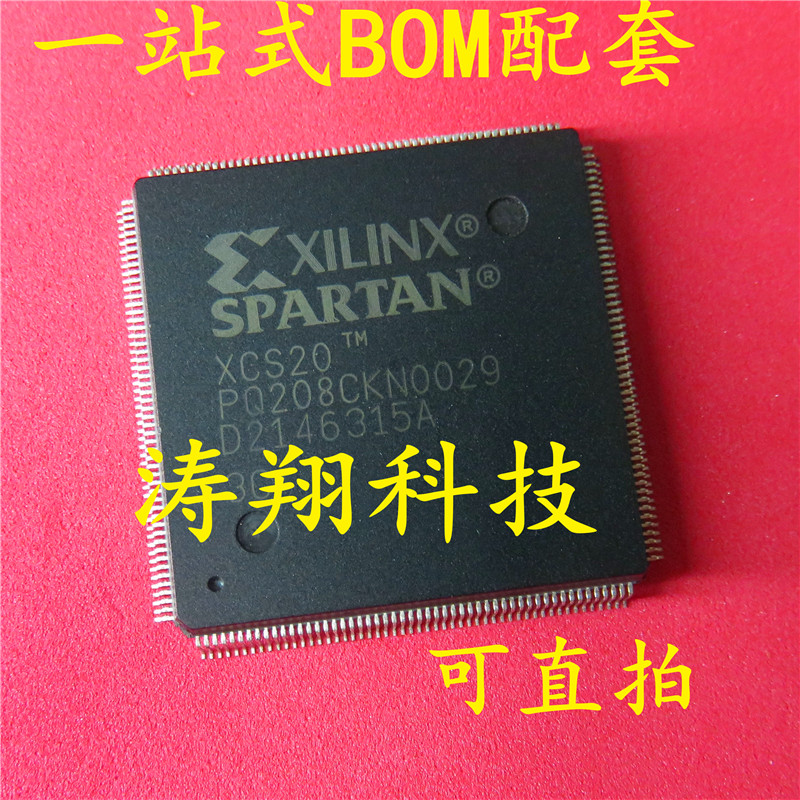 一站式BOM配套
XILINX®
SPARTAN®
XCS20™
PQ208CKN0029
D2146315A
涛翔科技
可直拍